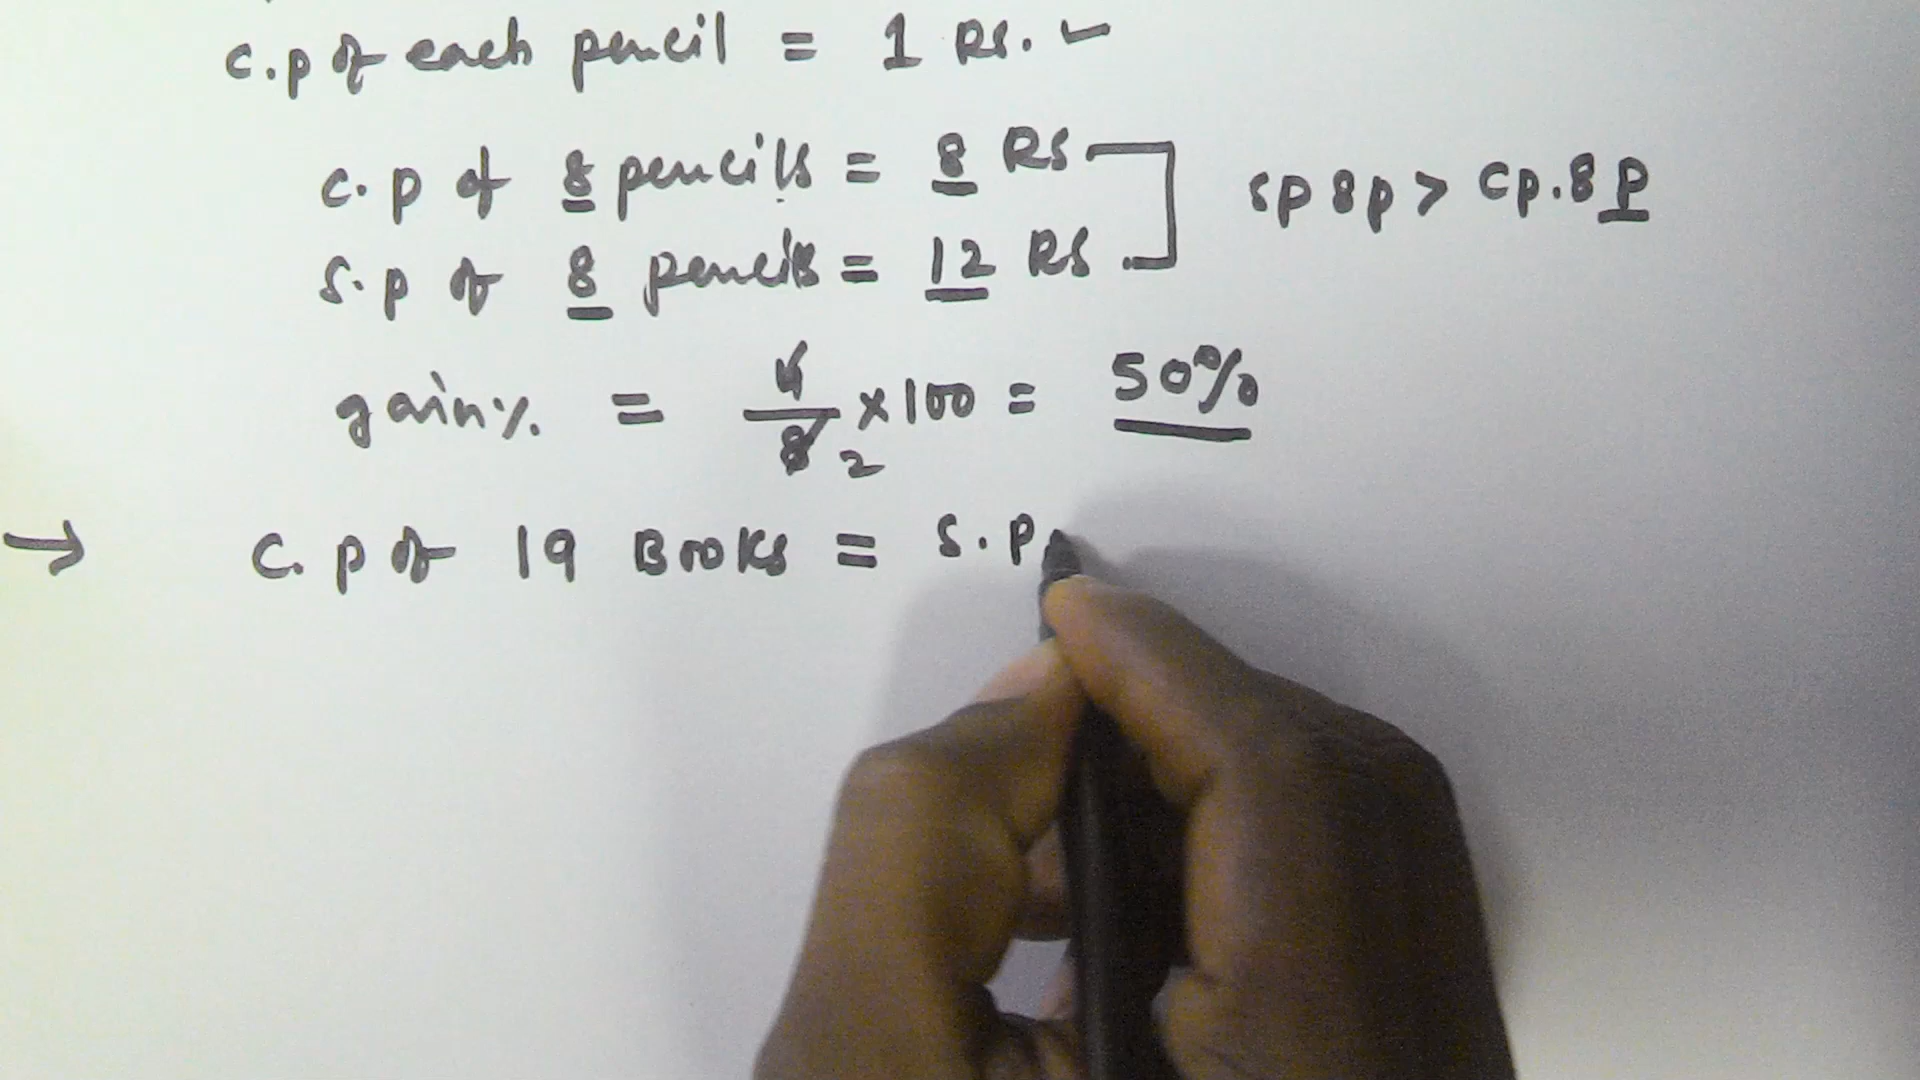 C.p of each pencil = 1 RS.
C.p of 8 pencils = 8 RS
SP 8p > CP.8p
S.p of 8 pencils = 12 RS
gain% = 4/8 2 x 100 = 50%
→ C.p of 19 Books = S.P